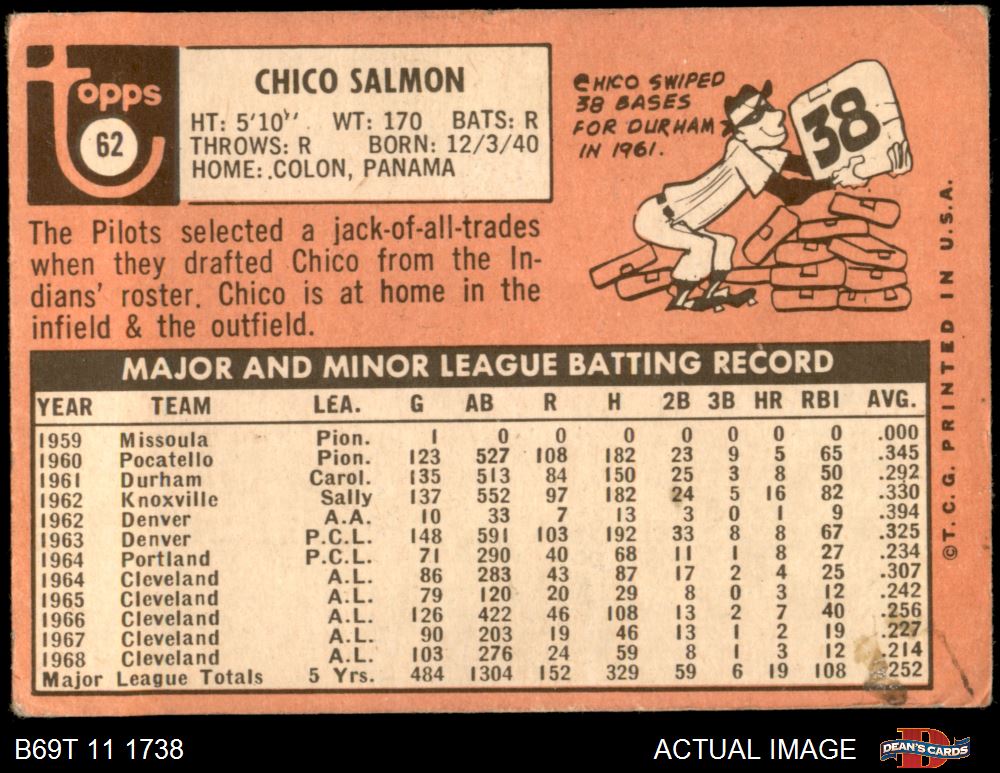 topps
62
CHICO SALMON
HT: 5'10" WT: 170 BATS: R
THROWS: R BORN: 12/3/40
HOME: COLON, PANAMA
CHICO SWIPED
38 BASES
FOR DURHAM
IN 1961.
38
The Pilots selected a jack-of-all-trades
when they drafted Chico from the In-
dians' roster. Chico is at home in the
infield & the outfield.
MAJOR AND MINOR LEAGUE BATTING RECORD
YEAR TEAM LEA. G AB R H 2B 3B HR RBI AVG.
1959 Missoula Pion. 1 0 0 0 0 0 0 0 .000
1960 Pocatello Pion. 123 527 108 182 23 9 5 65 .345
1961 Durham Carol. 135 513 84 150 25 3 8 50 .292
1962 Knoxville Sally 137 552 97 182 24 5 16 82 .330
1962 Denver A.A. 10 33 7 13 3 0 1 9 .394
1963 Denver P.C.L. 148 591 103 192 33 8 8 67 .325
1964 Portland P.C.L. 71 290 40 68 11 1 8 27 .234
1964 Cleveland A.L. 86 283 43 87 17 2 4 25 .307
1965 Cleveland A.L. 79 120 20 29 8 0 3 12 .242
1966 Cleveland A.L. 126 422 46 108 13 2 7 40 .256
1967 Cleveland A.L. 90 203 19 46 13 1 2 19 .227
1968 Cleveland A.L. 103 276 24 59 8 1 3 12 .214
Major League Totals 5 Yrs. 484 1304 152 329 59 6 19 108 .252
©T.C.G. PRINTED IN U.S.A.
B69T 11 1738
ACTUAL IMAGE
DEAN'S CARDS